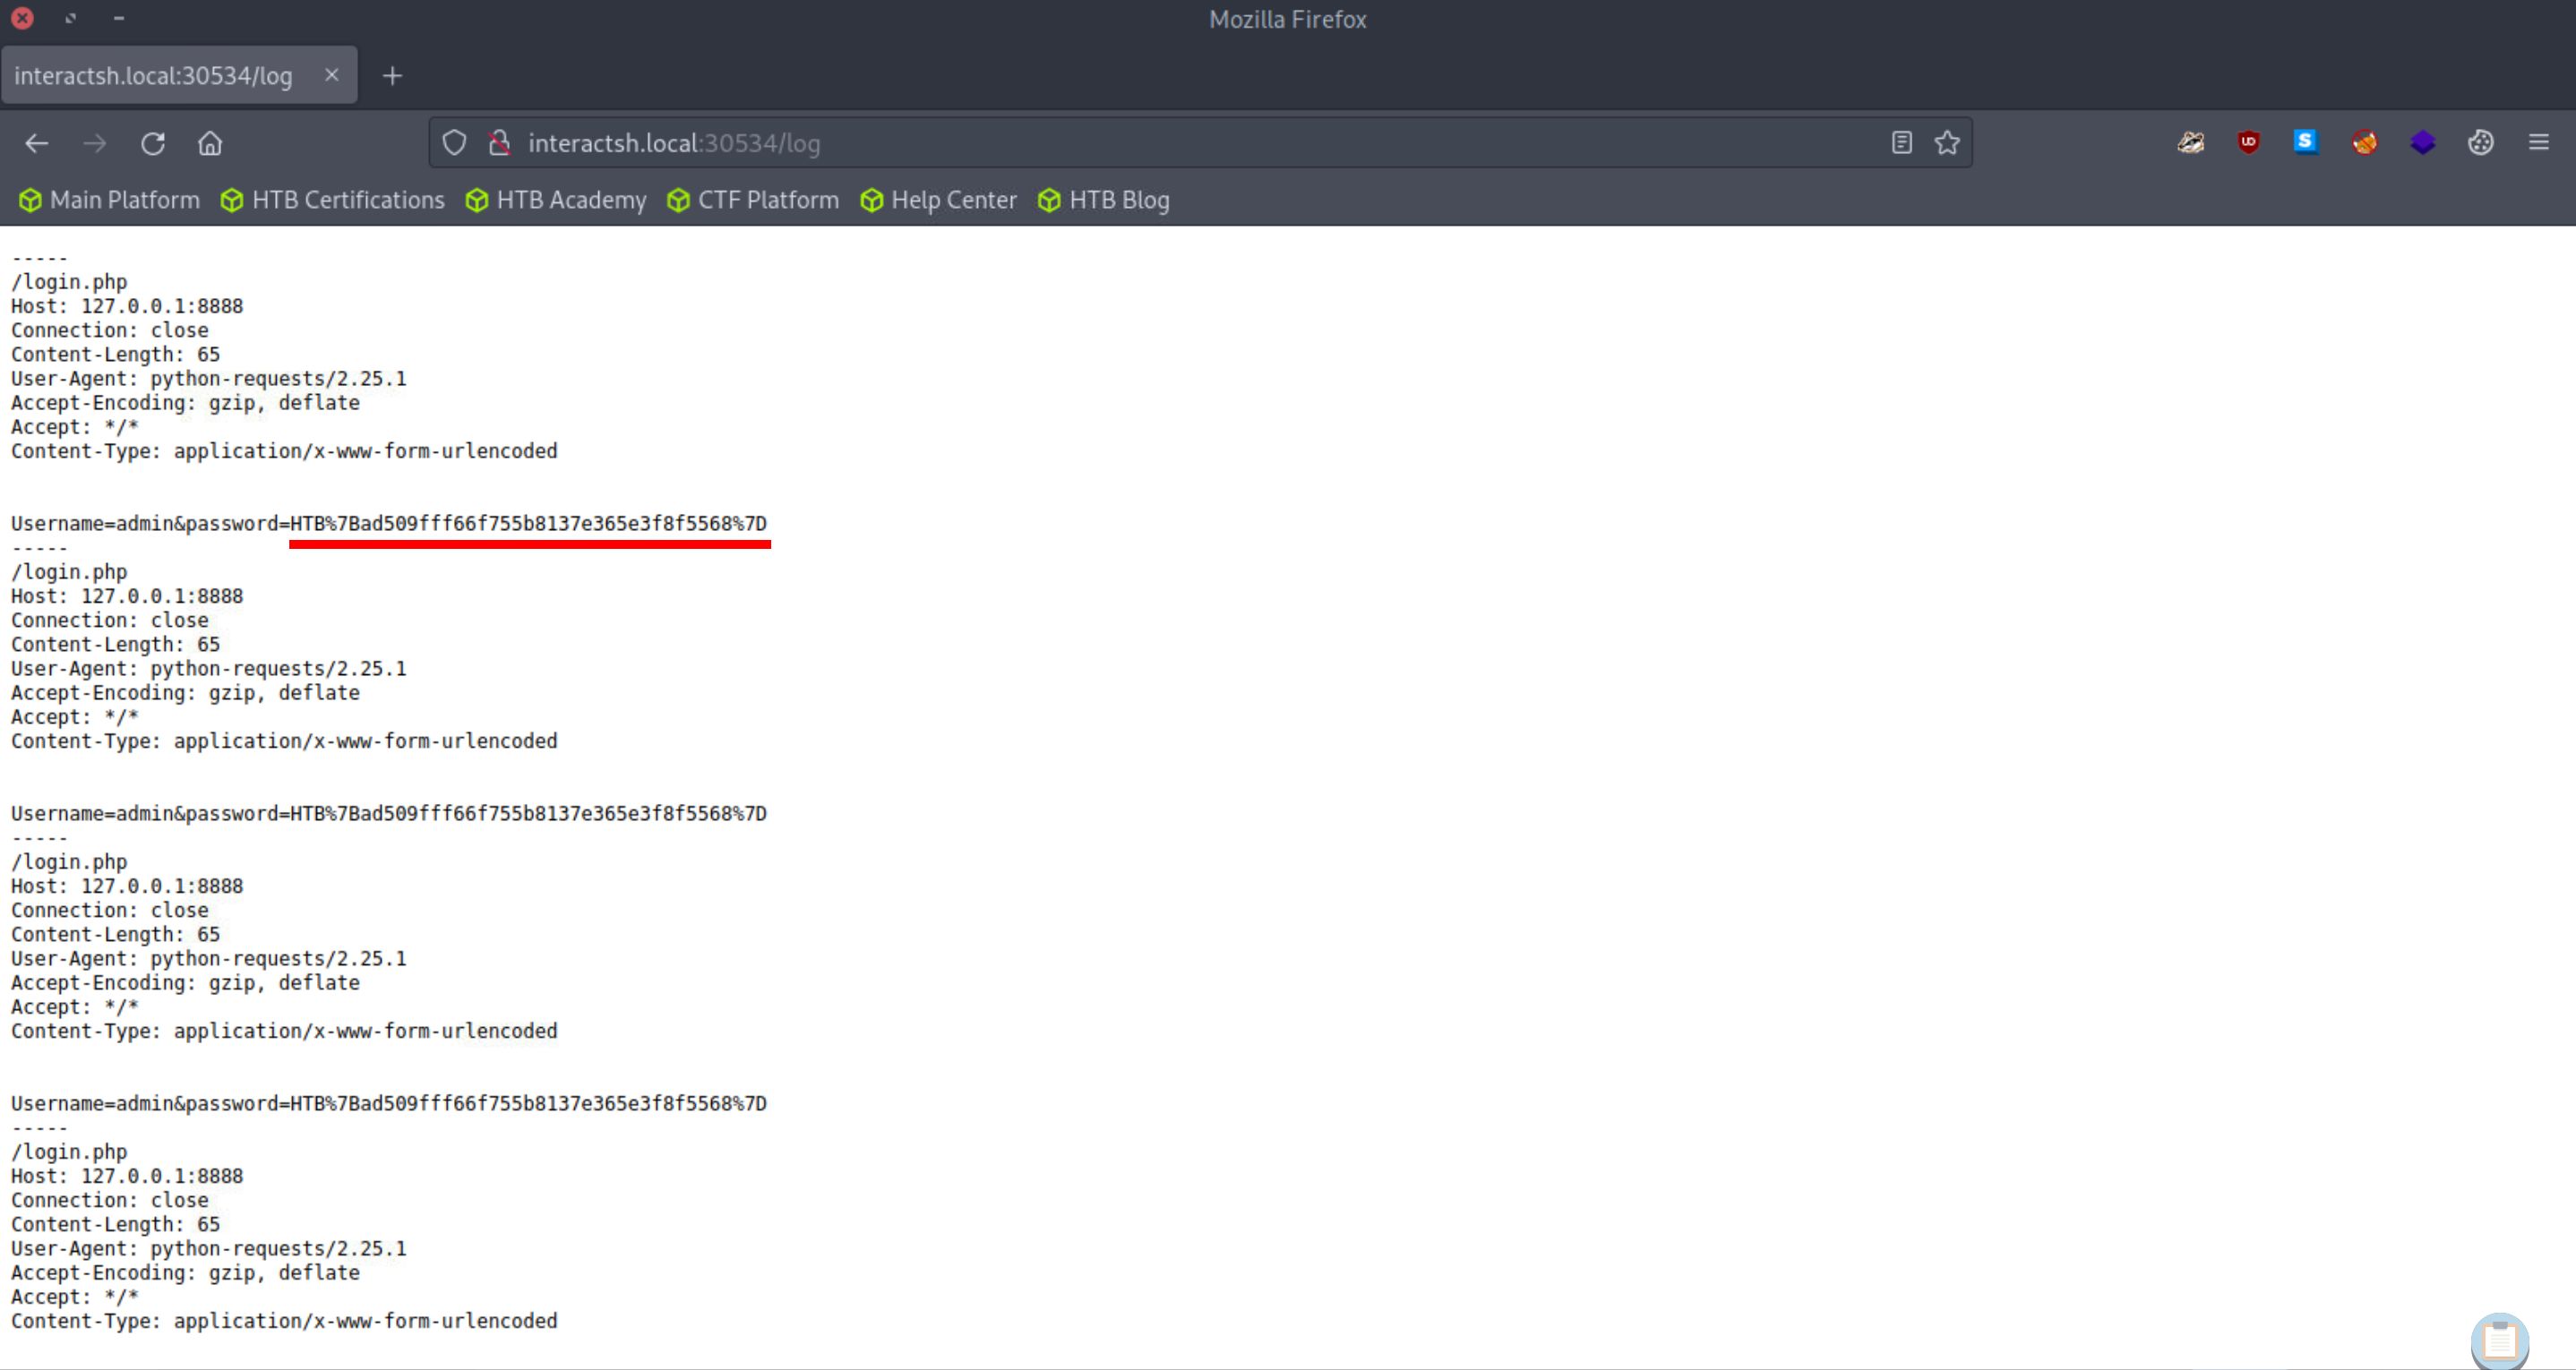 Mozilla Firefox
interactsh.local:30534/log
interactsh.local:30534/log
Main Platform HTB Certifications HTB Academy CTF Platform Help Center HTB Blog
-----
/login.php
Host: 127.0.0.1:8888
Connection: close
Content-Length: 65
User-Agent: python-requests/2.25.1
Accept-Encoding: gzip, deflate
Accept: */*
Content-Type: application/x-www-form-urlencoded
Username=admin&password=HTB%7Bad509fff66f755b8137e365e3f8f5568%7D
-----
/login.php
Host: 127.0.0.1:8888
Connection: close
Content-Length: 65
User-Agent: python-requests/2.25.1
Accept-Encoding: gzip, deflate
Accept: */*
Content-Type: application/x-www-form-urlencoded
Username=admin&password=HTB%7Bad509fff66f755b8137e365e3f8f5568%7D
-----
/login.php
Host: 127.0.0.1:8888
Connection: close
Content-Length: 65
User-Agent: python-requests/2.25.1
Accept-Encoding: gzip, deflate
Accept: */*
Content-Type: application/x-www-form-urlencoded
Username=admin&password=HTB%7Bad509fff66f755b8137e365e3f8f5568%7D
-----
/login.php
Host: 127.0.0.1:8888
Connection: close
Content-Length: 65
User-Agent: python-requests/2.25.1
Accept-Encoding: gzip, deflate
Accept: */*
Content-Type: application/x-www-form-urlencoded